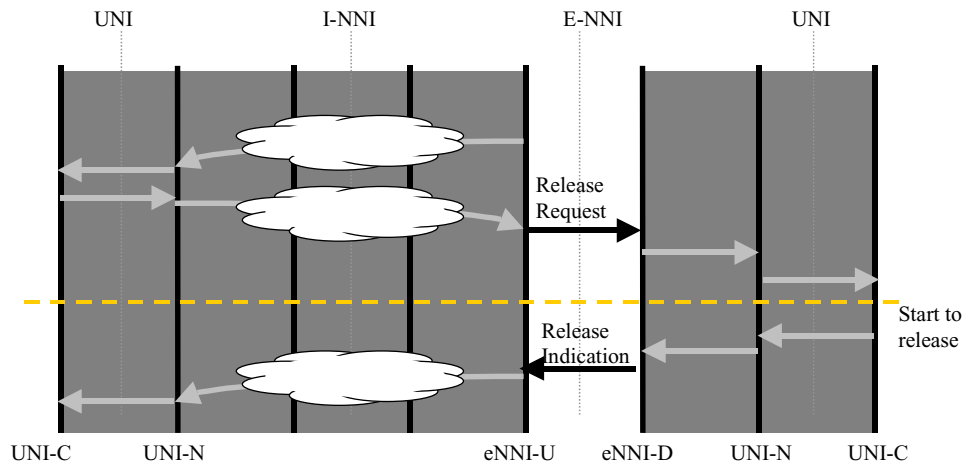 UNI
I-NNI
E-NNI
UNI
Release
Request
Start to
release
Release
Indication
UNI-C
UNI-N
eNNI-U
eNNI-D
UNI-N
UNI-C